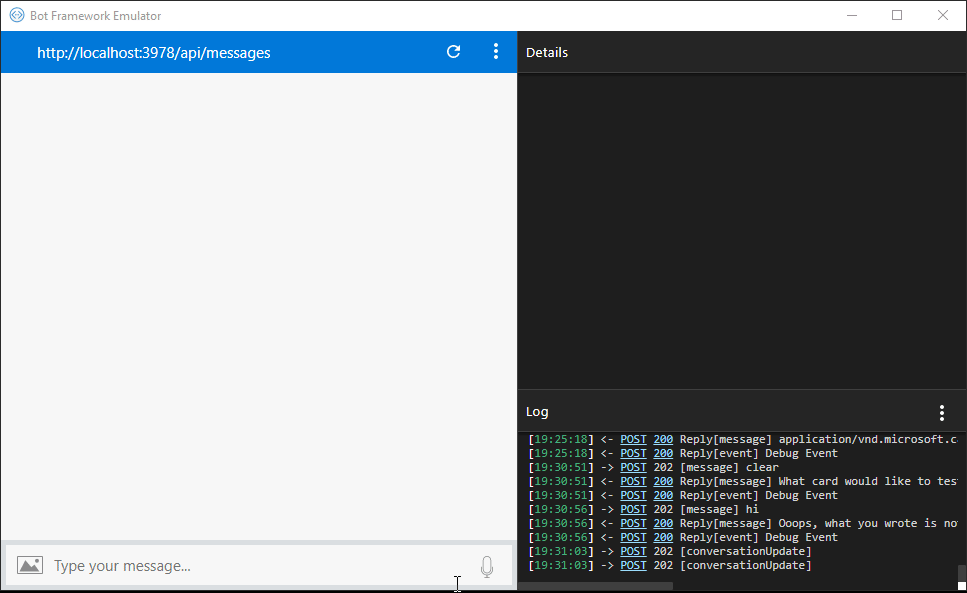 Bot Framework Emulator
http://localhost:3978/api/messages
Details
Log
[19:25:18] <- POST 200 Reply[message] application/vnd.microsoft.c
[19:25:18] <- POST 200 Reply[event] Debug Event
[19:30:51] -> POST 202 [message] clear
[19:30:51] <- POST 200 Reply[message] What card would like to tes
[19:30:51] <- POST 200 Reply[event] Debug Event
[19:30:56] -> POST 202 [message] hi
[19:30:56] <- POST 200 Reply[message] Ooops, what you wrote is no
[19:30:56] <- POST 200 Reply[event] Debug Event
[19:31:03] -> POST 202 [conversationUpdate]
[19:31:03] -> POST 202 [conversationUpdate]
Type your message...